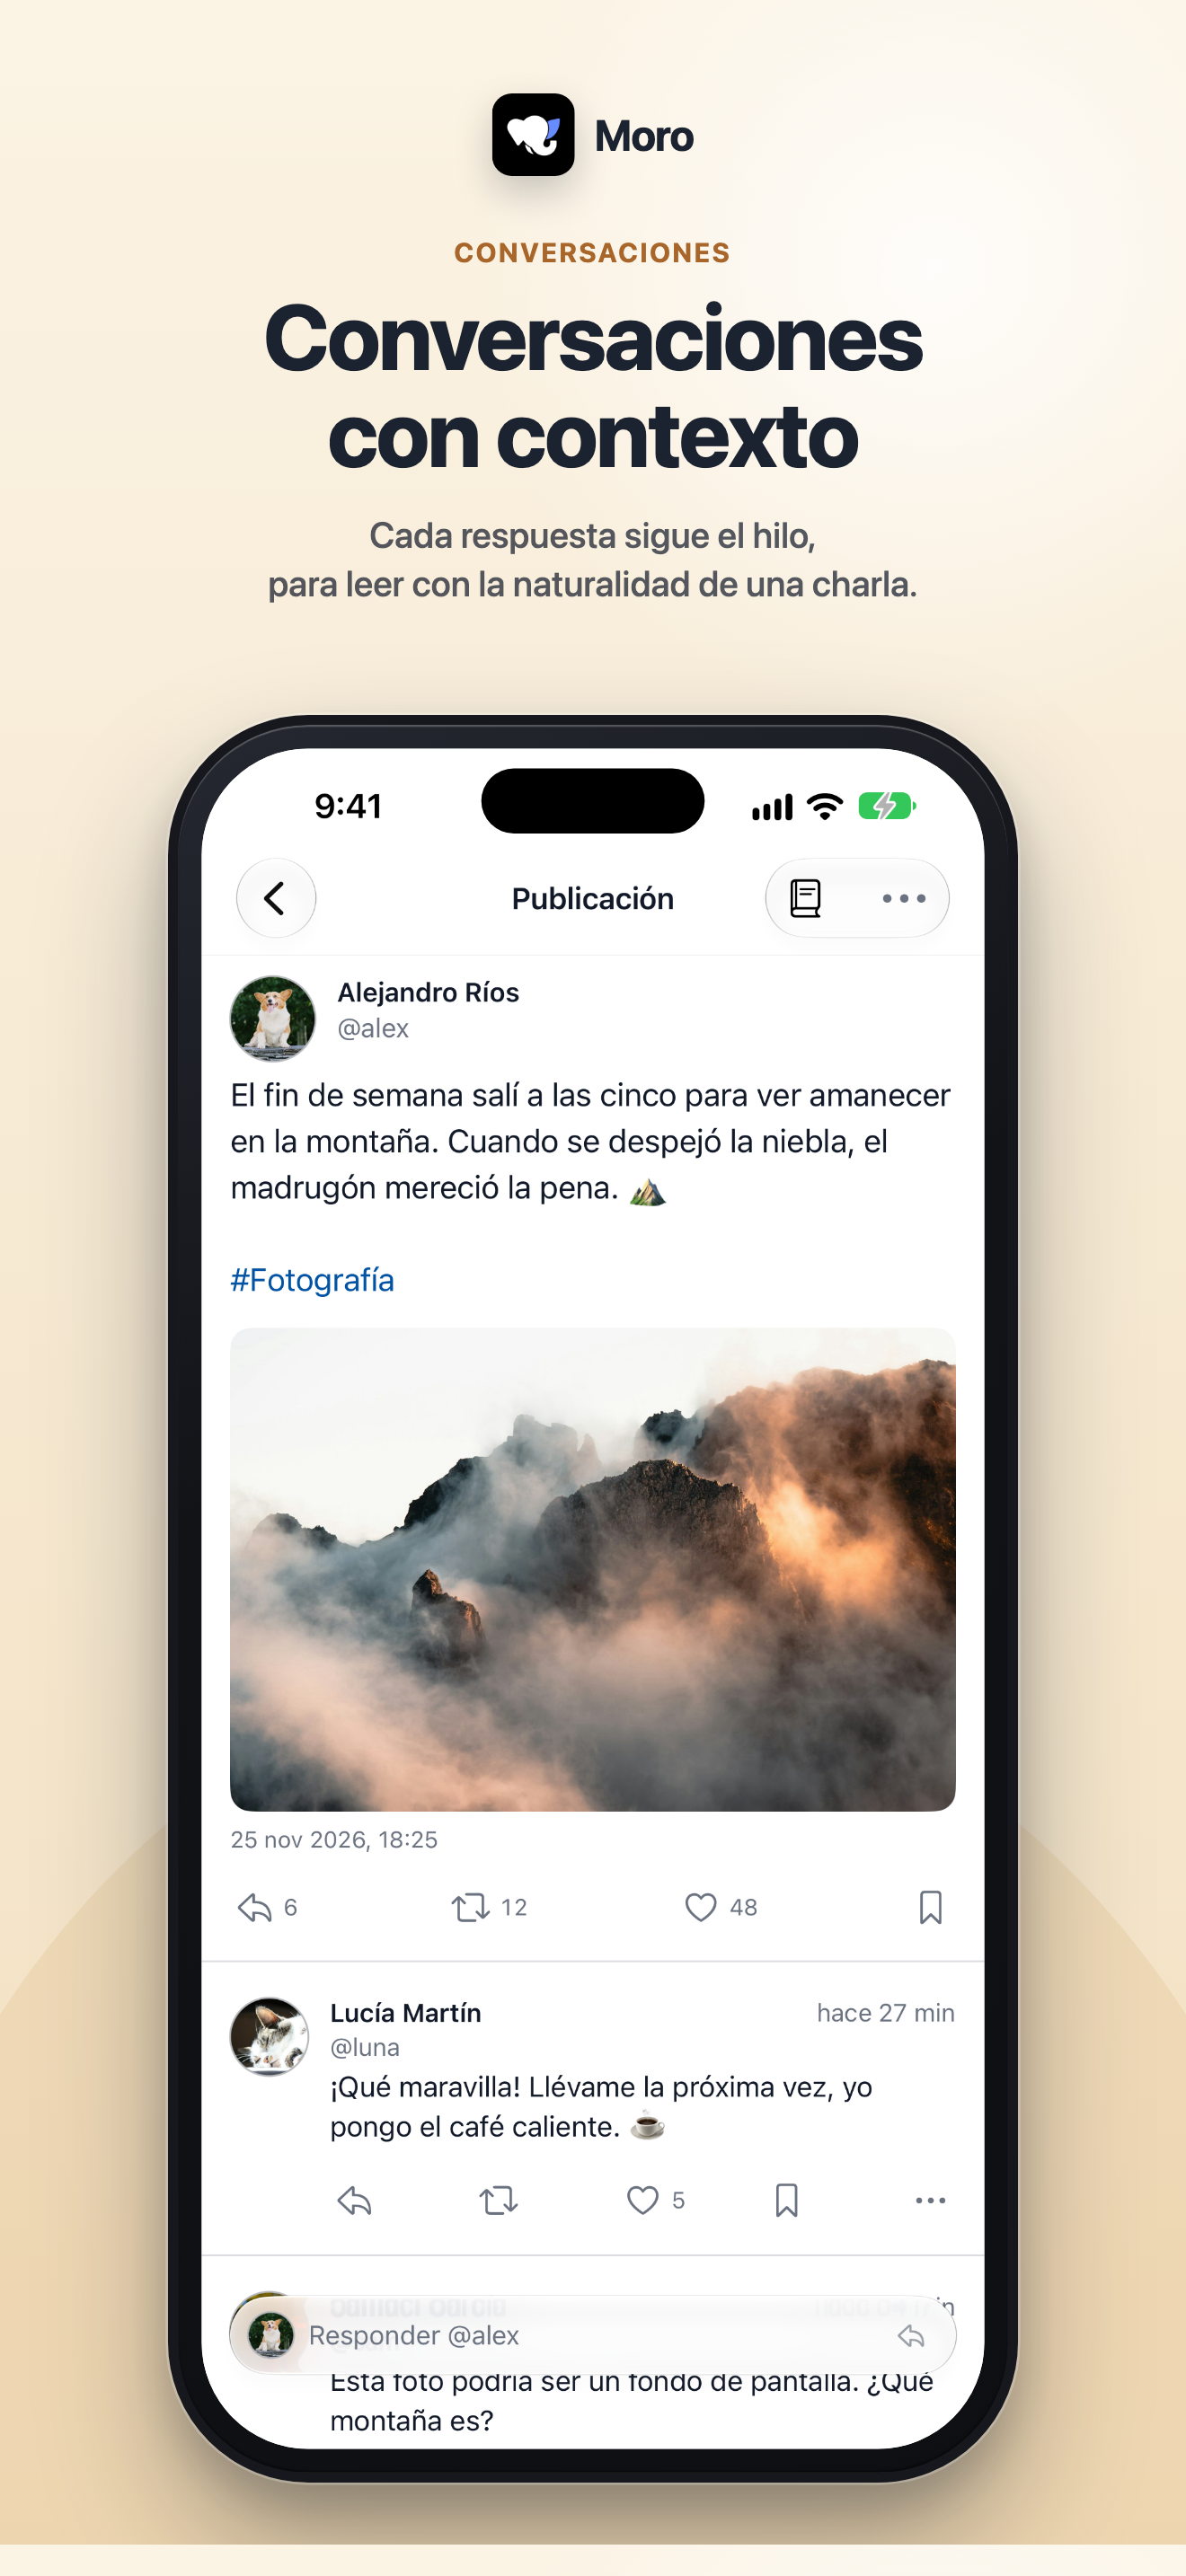 Moro
CONVERSACIONES
Conversaciones
con contexto
Cada respuesta sigue el hilo,
para leer con la naturalidad de una charla.
9:41
Publicación
Alejandro Ríos
@alex
El fin de semana salí a las cinco para ver amanecer
en la montaña. Cuando se despejó la niebla, el
madrugón mereció la pena.
#Fotografía
25 nov 2026, 18:25
6 12 48
Lucía Martín hace 27 min
@luna
¡Qué maravilla! Llévame la próxima vez, yo
pongo el café caliente.
5
Responder @alex
Esta foto podría ser un fondo de pantalla. ¿Qué
montaña es?